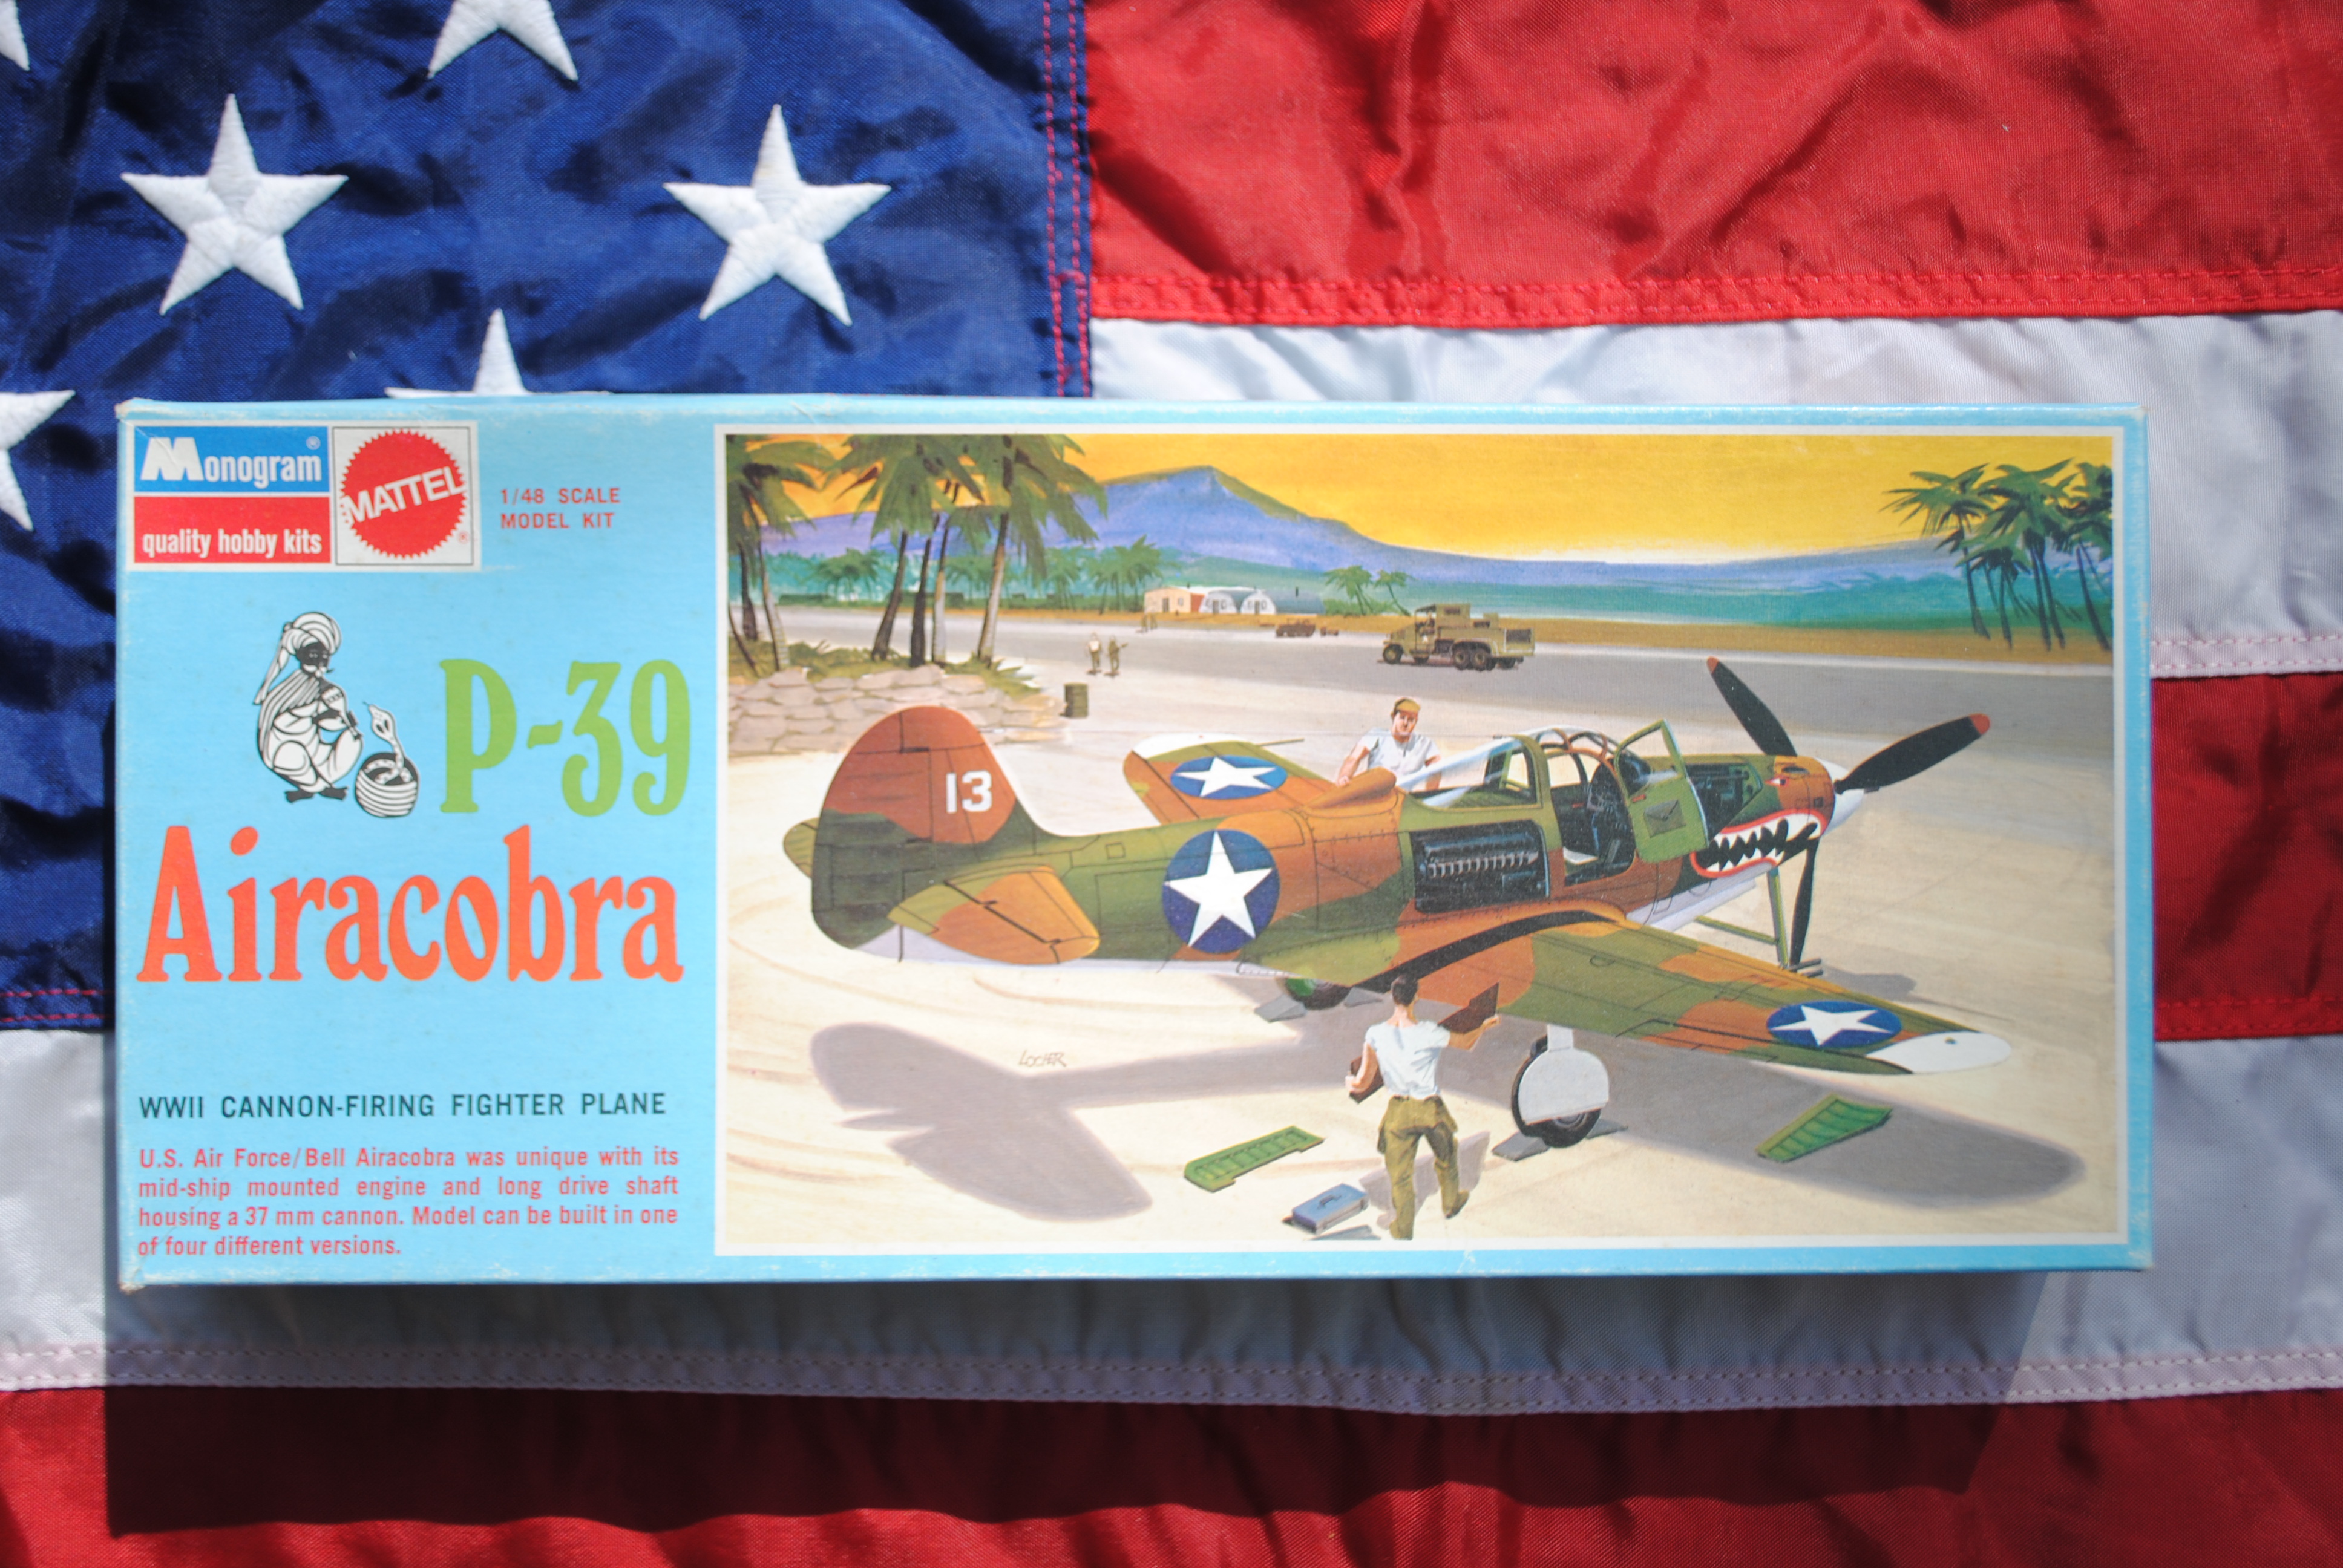 Monogram®
quality hobby kits
MATTEL®
1/48 SCALE
MODEL KIT
P-39
Airacobra
WWII CANNON-FIRING FIGHTER PLANE
U.S. Air Force/Bell Airacobra was unique with its
mid-ship mounted engine and long drive shaft
housing a 37 mm cannon. Model can be built in one
of four different versions.
13
LOCHER